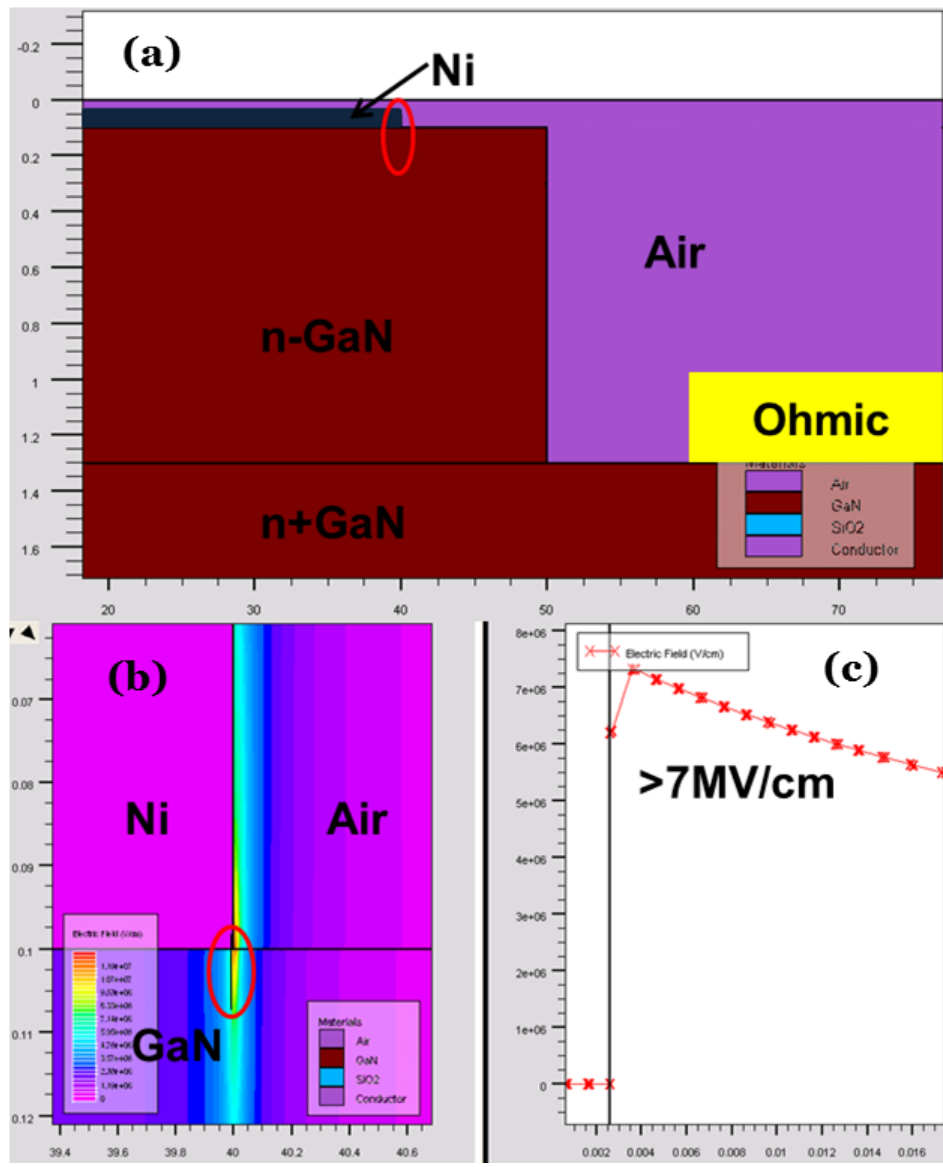 (a)
Ni
-0.2
0
0.2
0.4
0.6
0.8
1
1.2
1.4
1.6
n-GaN
Air
Ohmic
n+GaN
Materials
Air
GaN
SiO2
Conductor
20
30
40
50
60
70
(b)
Ni
Air
GaN
0.07
0.08
0.09
0.1
0.11
0.12
Electric Field (V/cm)
0
Materials
Air
GaN
SiO2
Conductor
39.4
39.6
39.8
40
40.2
40.4
40.6
(c)
Electric Field (V/cm)
>7MV/cm
8e+06
7e+06
6e+06
5e+06
4e+06
3e+06
2e+06
1e+06
0
0.002
0.004
0.006
0.008
0.01
0.012
0.014
0.016